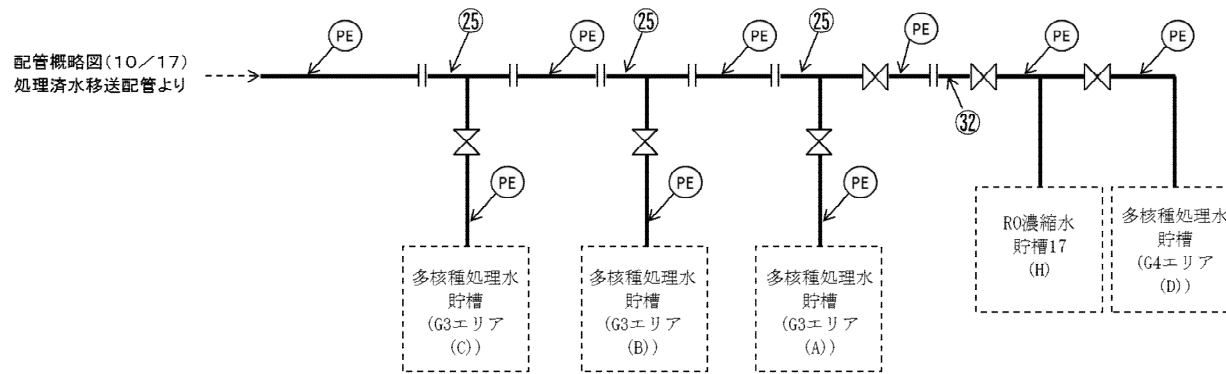 PE
㉕
PE
㉕
PE
㉕
PE
PE
PE
配管概略図(10/17)
処理済水移送配管より
㉜
PE
PE
PE
多核種処理水
貯槽
(G3エリア
(C))
多核種処理水
貯槽
(G3エリア
(B))
多核種処理水
貯槽
(G3エリア
(A))
RO濃縮水
貯槽17
(H)
多核種処理水
貯槽
(G4エリア
(D))